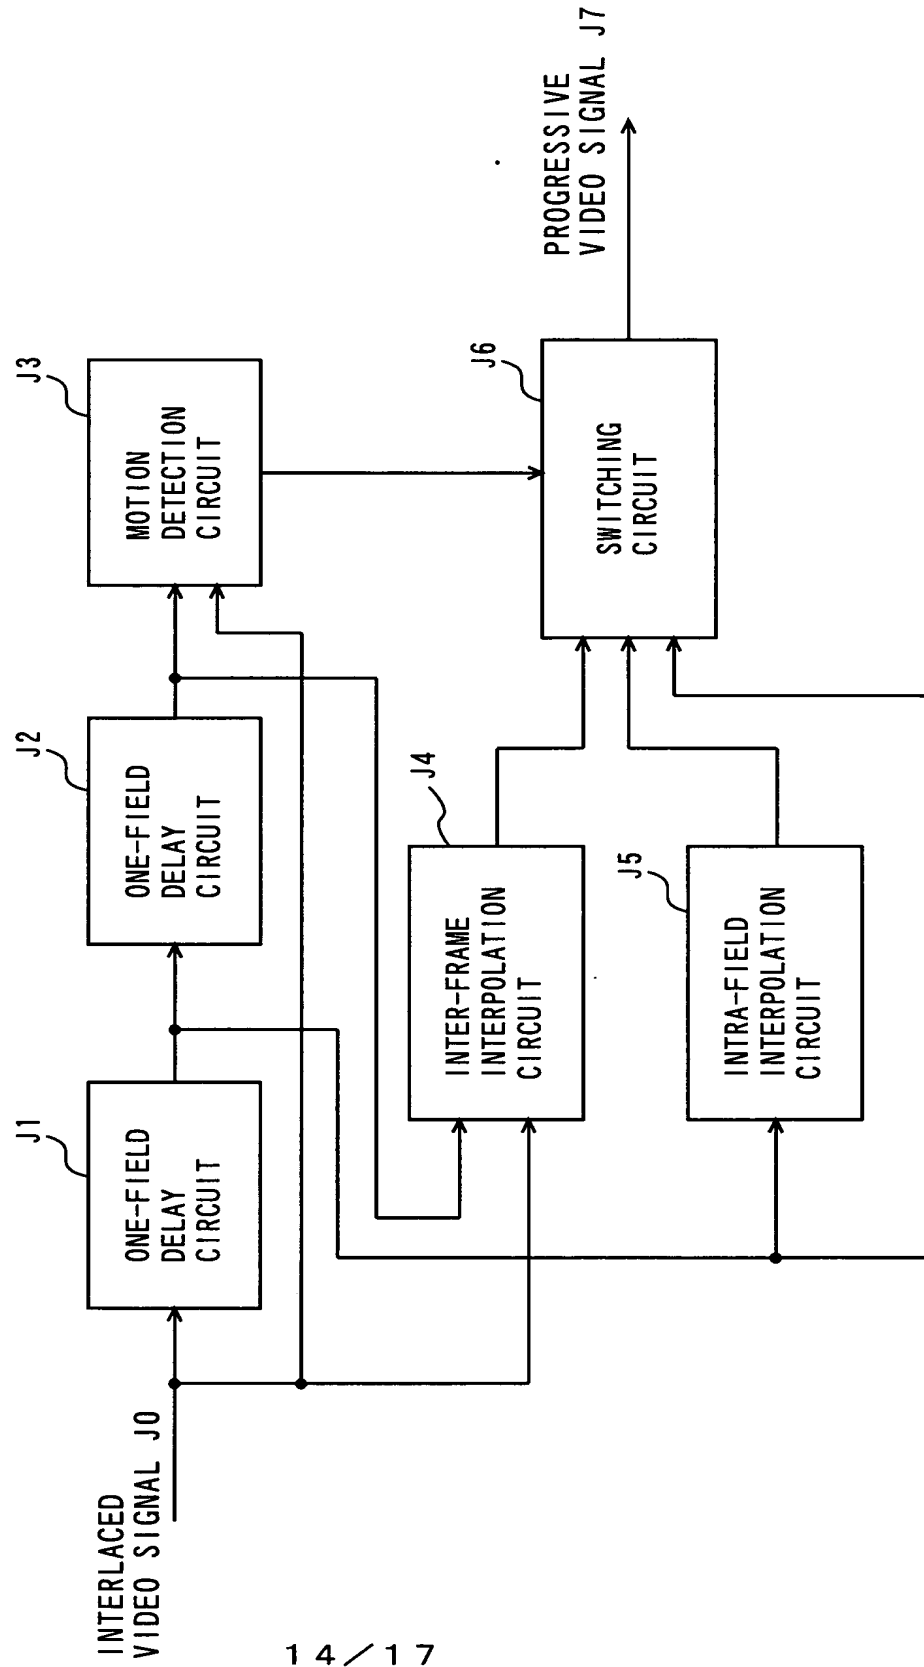 INTERLACED
VIDEO SIGNAL J0
J1
ONE-FIELD
DELAY
CIRCUIT
J2
ONE-FIELD
DELAY
CIRCUIT
J3
MOTION
DETECTION
CIRCUIT
J4
INTER-FRAME
INTERPOLATION
CIRCUIT
J5
INTRA-FIELD
INTERPOLATION
CIRCUIT
J6
SWITCHING
CIRCUIT
PROGRESSIVE
VIDEO SIGNAL J7
14/17